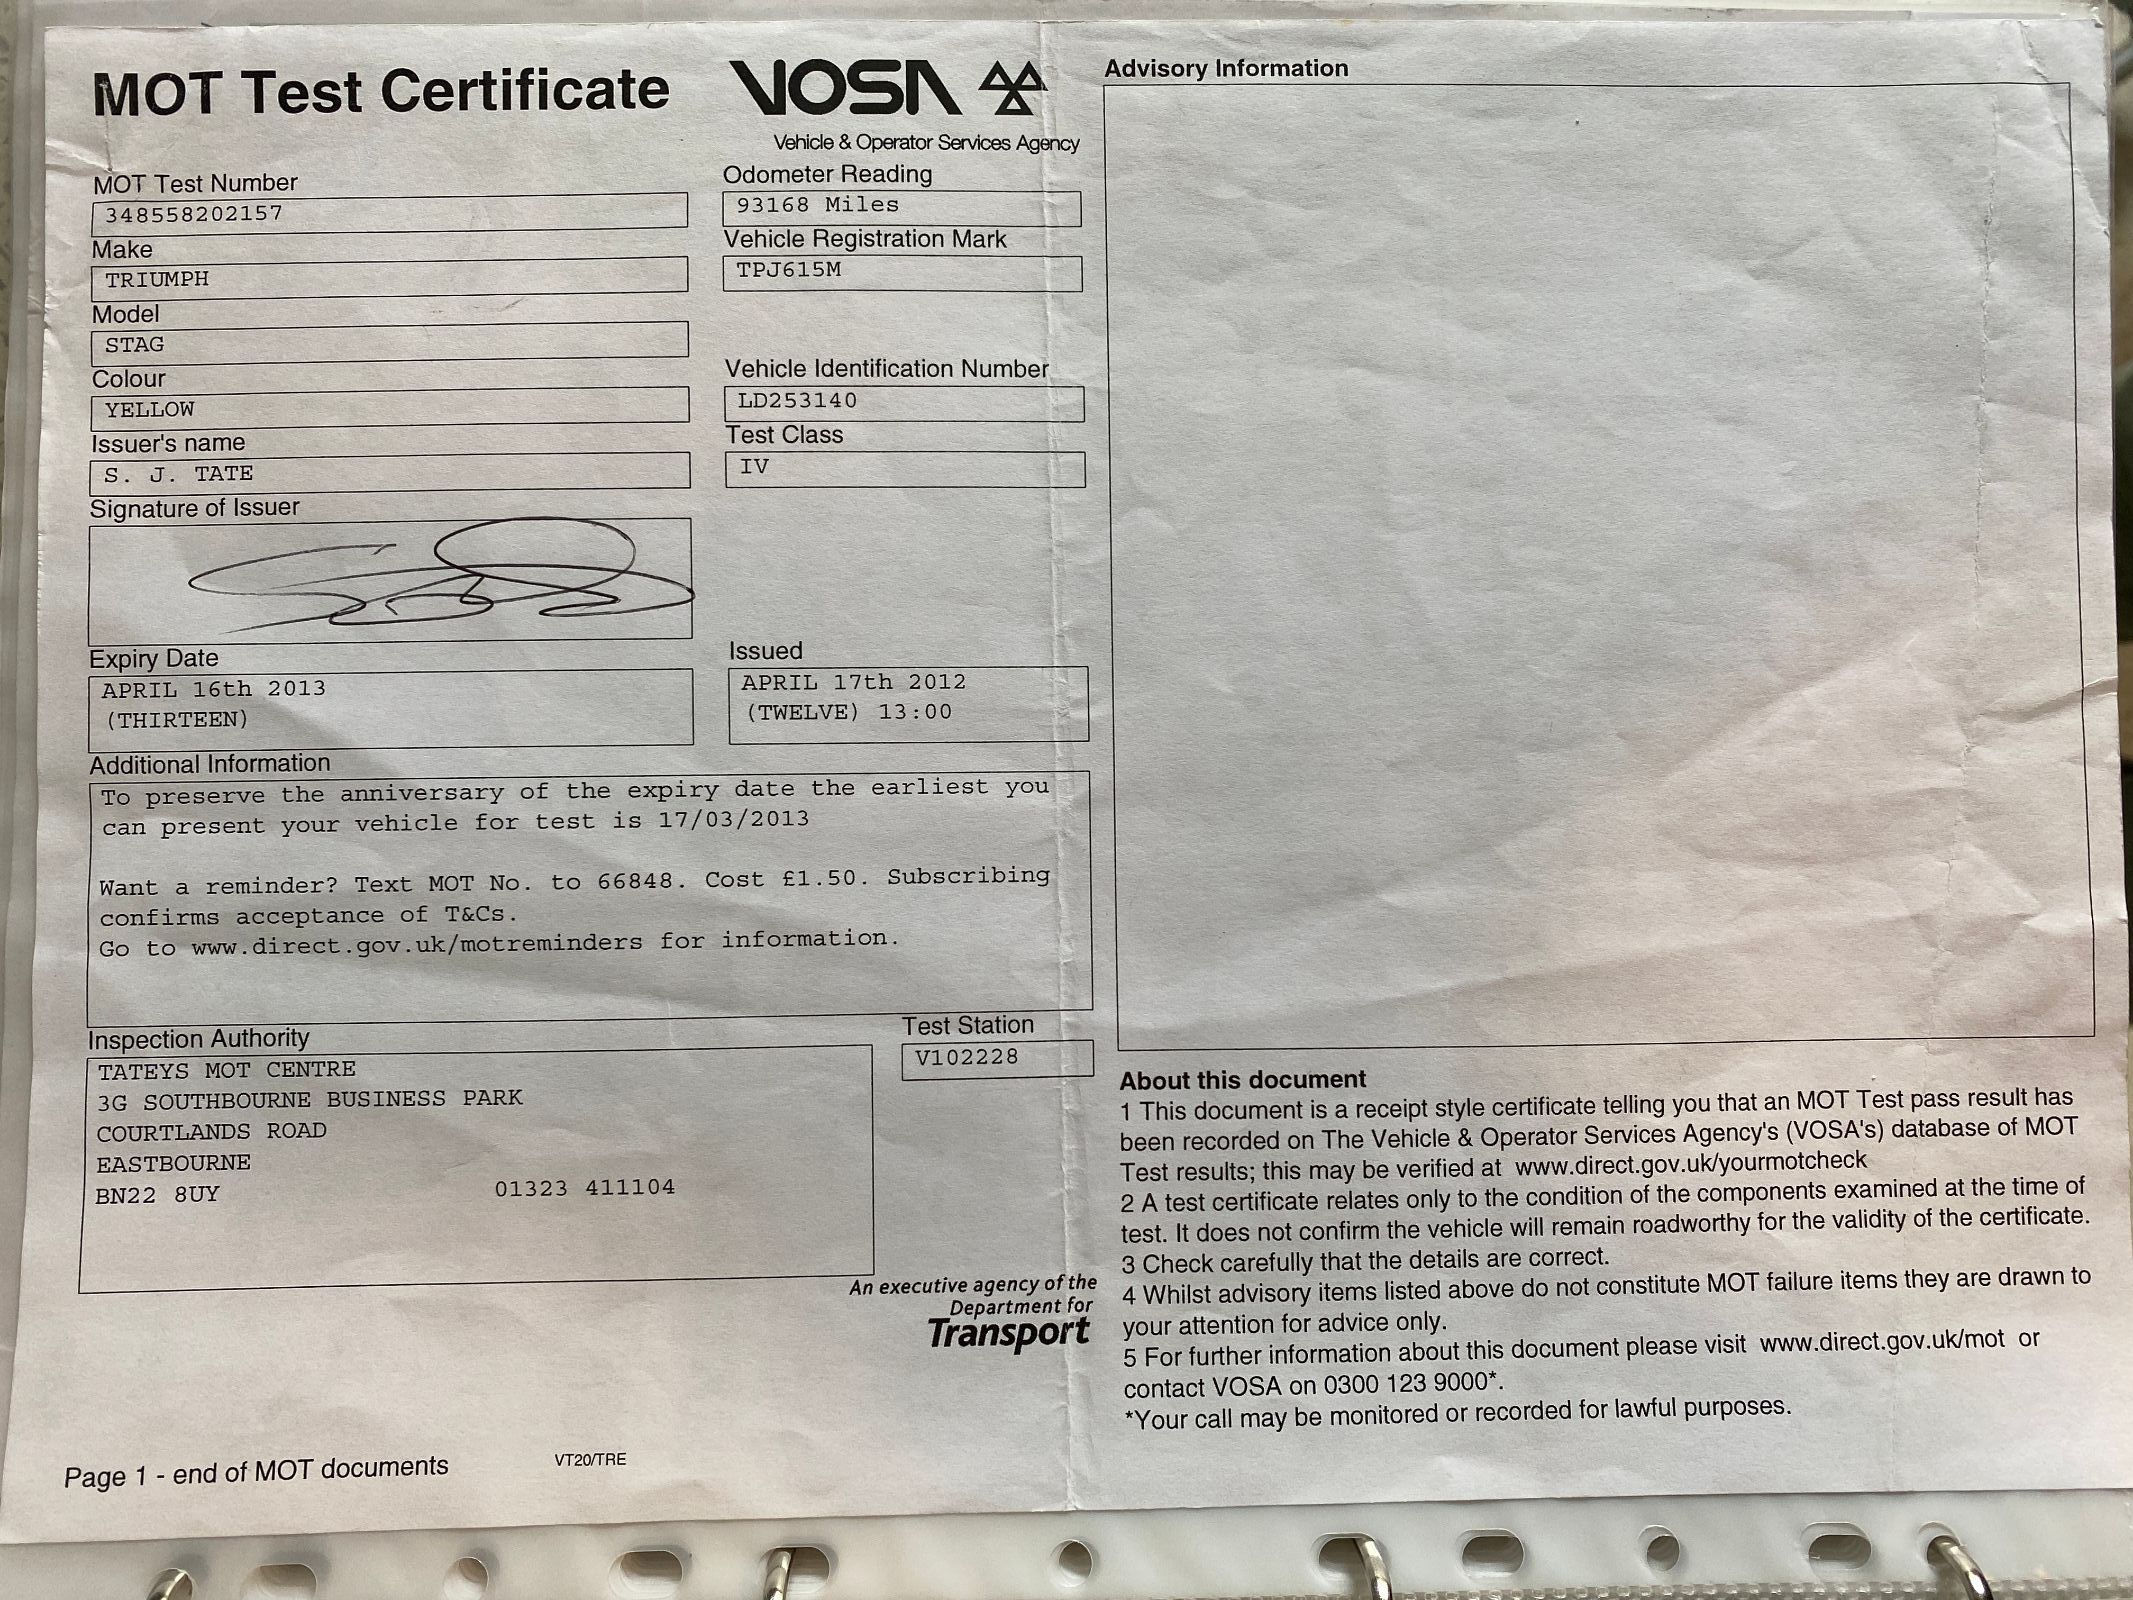 MOT Test Certificate
VOSA
Vehicle & Operator Services Agency
MOT Test Number
348558202157
Make
TRIUMPH
Model
STAG
Colour
YELLOW
Issuer's name
S. J. TATE
Signature of Issuer
Odometer Reading
93168 Miles
Vehicle Registration Mark
TPJ615M
Vehicle Identification Number
LD253140
Test Class
IV
Expiry Date
APRIL 16th 2013
(THIRTEEN)
Issued
APRIL 17th 2012
(TWELVE) 13:00
Additional Information
To preserve the anniversary of the expiry date the earliest you
can present your vehicle for test is 17/03/2013
Want a reminder? Text MOT No. to 66848. Cost £1.50. Subscribing
confirms acceptance of T&Cs.
Go to www.direct.gov.uk/motreminders for information.
Inspection Authority
TATEYS MOT CENTRE
3G SOUTHBOURNE BUSINESS PARK
COURTLANDS ROAD
EASTBOURNE
BN22 8UY 01323 411104
Test Station
V102228
An executive agency of the
Department for
Transport
Page 1 - end of MOT documents
VT20/TRE
Advisory Information
About this document
1 This document is a receipt style certificate telling you that an MOT Test pass result has
been recorded on The Vehicle & Operator Services Agency's (VOSA's) database of MOT
Test results; this may be verified at www.direct.gov.uk/yourmotcheck
2 A test certificate relates only to the condition of the components examined at the time of
test. It does not confirm the vehicle will remain roadworthy for the validity of the certificate.
3 Check carefully that the details are correct.
4 Whilst advisory items listed above do not constitute MOT failure items they are drawn to
your attention for advice only.
5 For further information about this document please visit www.direct.gov.uk/mot or
contact VOSA on 0300 123 9000*.
*Your call may be monitored or recorded for lawful purposes.